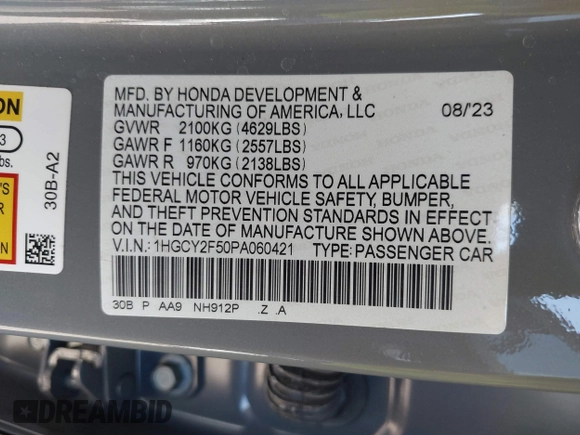 MFD. BY HONDA DEVELOPMENT &
MANUFACTURING OF AMERICA, LLC 08/'23
GVWR 2100KG (4629LBS)
GAWR F 1160KG (2557LBS)
GAWR R 970KG (2138LBS)
THIS VEHICLE CONFORMS TO ALL APPLICABLE
FEDERAL MOTOR VEHICLE SAFETY, BUMPER,
AND THEFT PREVENTION STANDARDS IN EFFECT
ON THE DATE OF MANUFACTURE SHOWN ABOVE.
V.I.N.: 1HGCY2F50PA060421 TYPE: PASSENGER CAR
30B P AA9 NH912P .Z .A
ON
3
bs.
'S
30B-A2
DREAMBID